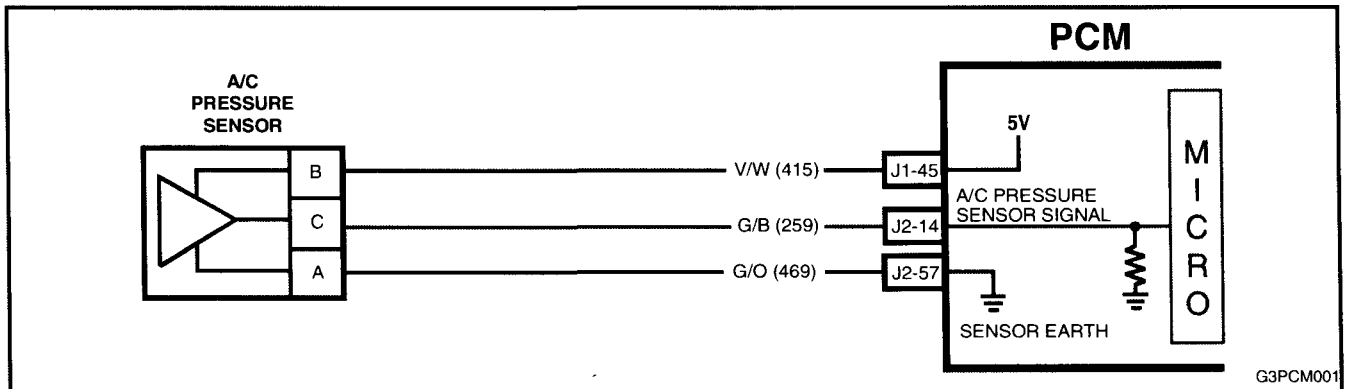 PCM
A/C
PRESSURE
SENSOR
5V
B
V/W (415)
J1-45
A/C PRESSURE
SENSOR SIGNAL
C
G/B (259)
J2-14
A
G/O (469)
J2-57
SENSOR EARTH
MICRO
G3PCM001